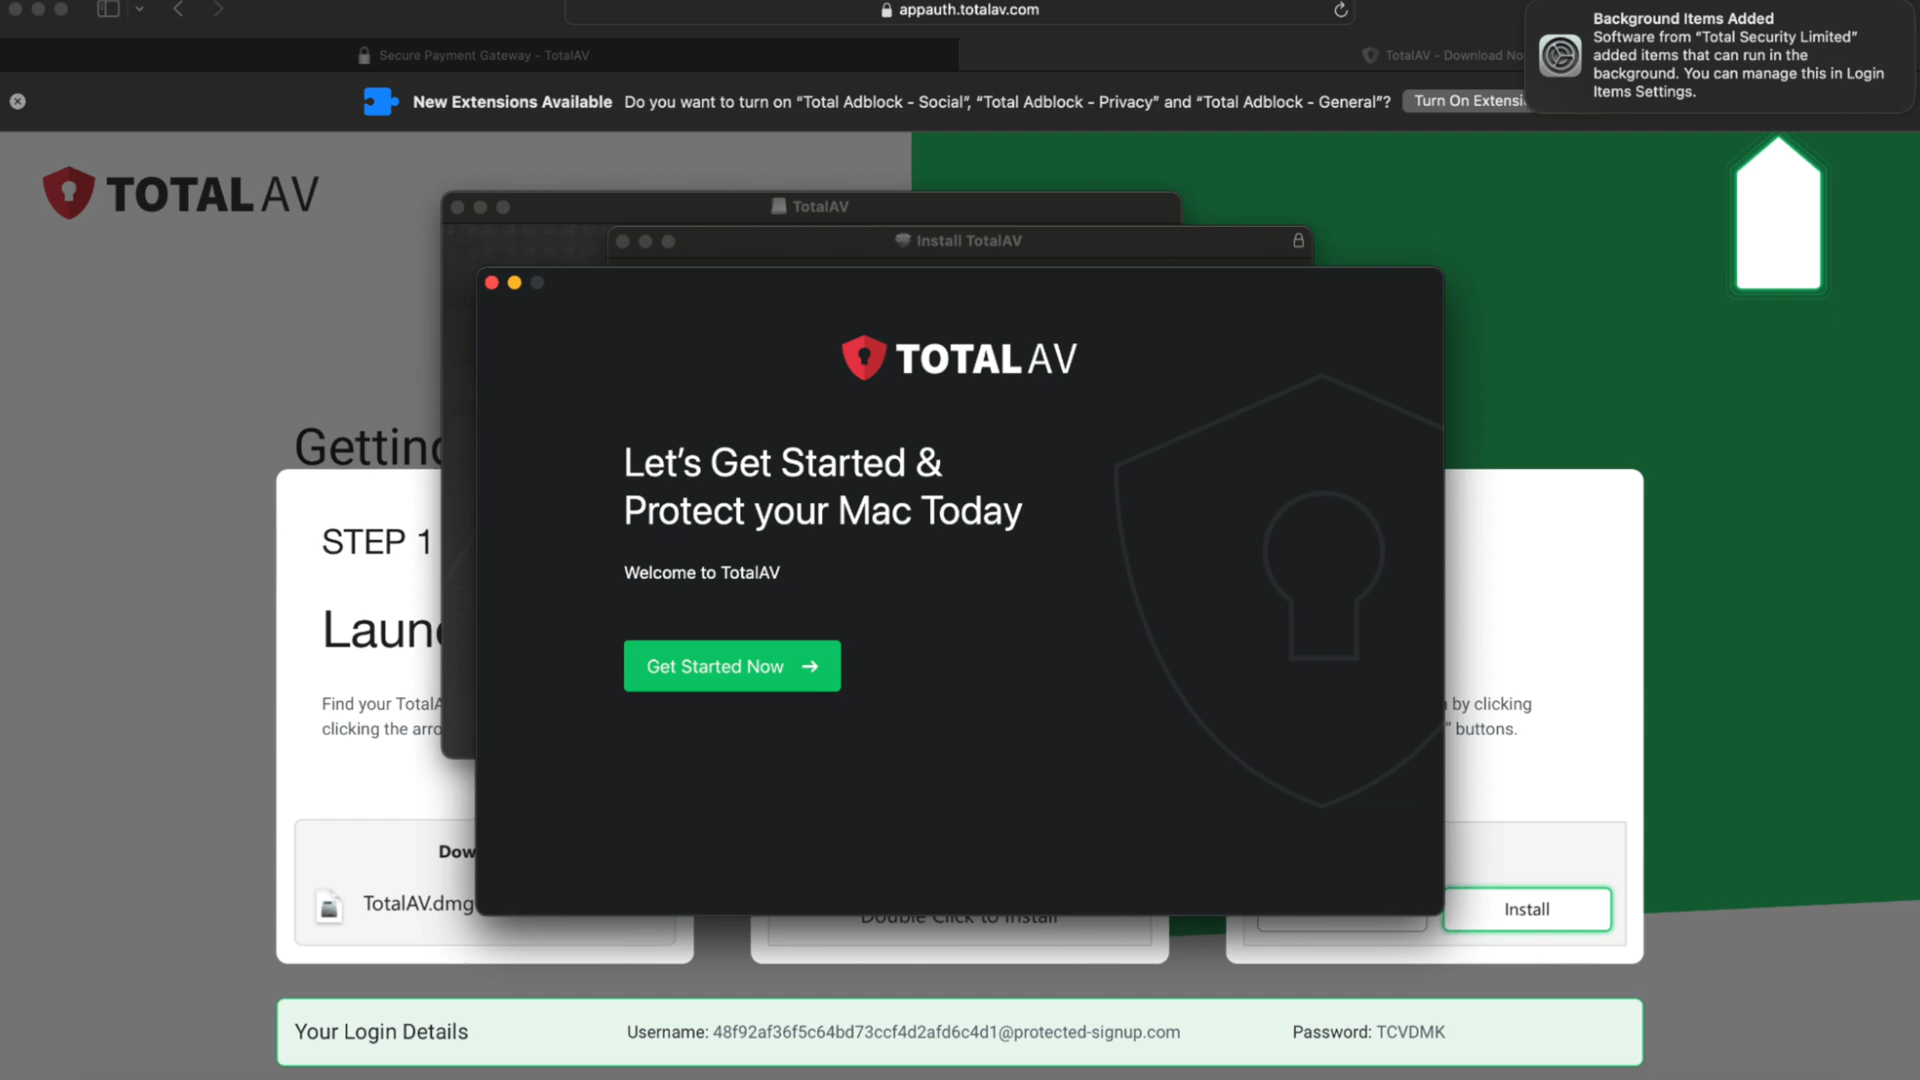 appauth.totalav.com
Background Items Added
Software from “Total Security Limited”
added items that can run in the
background. You can manage this in Login
Items Settings.
Secure Payment Gateway - TotalAV
TotalAV - Download No
New Extensions Available Do you want to turn on “Total Adblock - Social”, “Total Adblock - Privacy” and “Total Adblock - General”?
Turn On Extensi
TOTAL AV
TotalAV
Install TotalAV
TOTAL AV
Let’s Get Started &
Protect your Mac Today
Welcome to TotalAV
Get Started Now
Getting
STEP 1
Laun
Find your TotalA
clicking the arro
by clicking
” buttons.
Dow
TotalAV.dmg
Double Click to Install
Install
Your Login Details
Username: 48f92af36f5c64bd73ccf4d2afd6c4d1@protected-signup.com
Password: TCVDMK